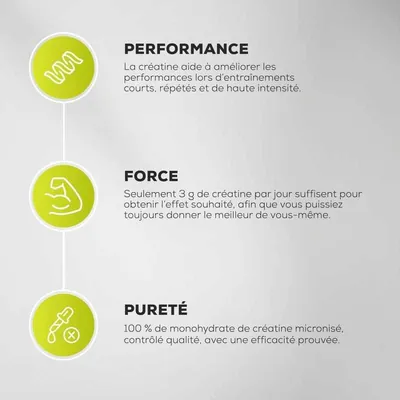 PERFORMANCE
La créatine aide à améliorer les
performances lors d'entraînements
courts, répétés et de haute intensité.
FORCE
Seulement 3 g de créatine par jour suffisent pour
obtenir l'effet souhaité, afin que vous puissiez
toujours donner le meilleur de vous-même.
PURETÉ
100 % de monohydrate de créatine micronisé,
contrôlé qualité, avec une efficacité prouvée.